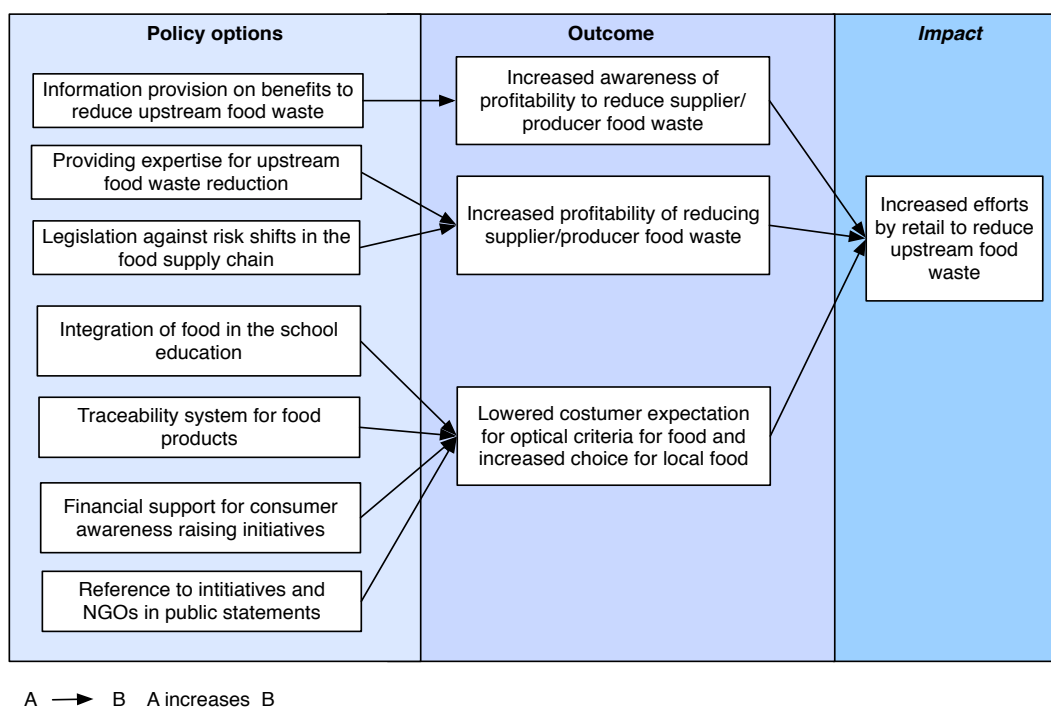 Policy options
Information provision on benefits to
reduce upstream food waste
Providing expertise for upstream
food waste reduction
Legislation against risk shifts in the
food supply chain
Integration of food in the school
education
Traceability system for food
products
Financial support for consumer
awareness raising initiatives
Reference to intitiatives and
NGOs in public statements
Outcome
Increased awareness of
profitability to reduce supplier/
producer food waste
Increased profitability of reducing
supplier/producer food waste
Lowered costumer expectation
for optical criteria for food and
increased choice for local food
Impact
Increased efforts
by retail to reduce
upstream food
waste
A B A increases B